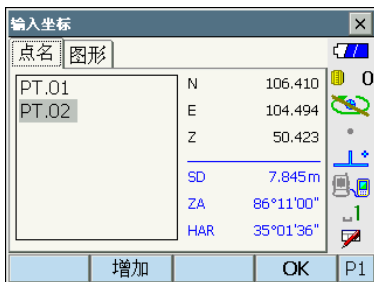 输入坐标
点名 图形
PT.01
PT.02
N 106.410
E 104.494
Z 50.423
SD 7.845m
ZA 86°11'00"
HAR 35°01'36"
0
1
增加 OK P1